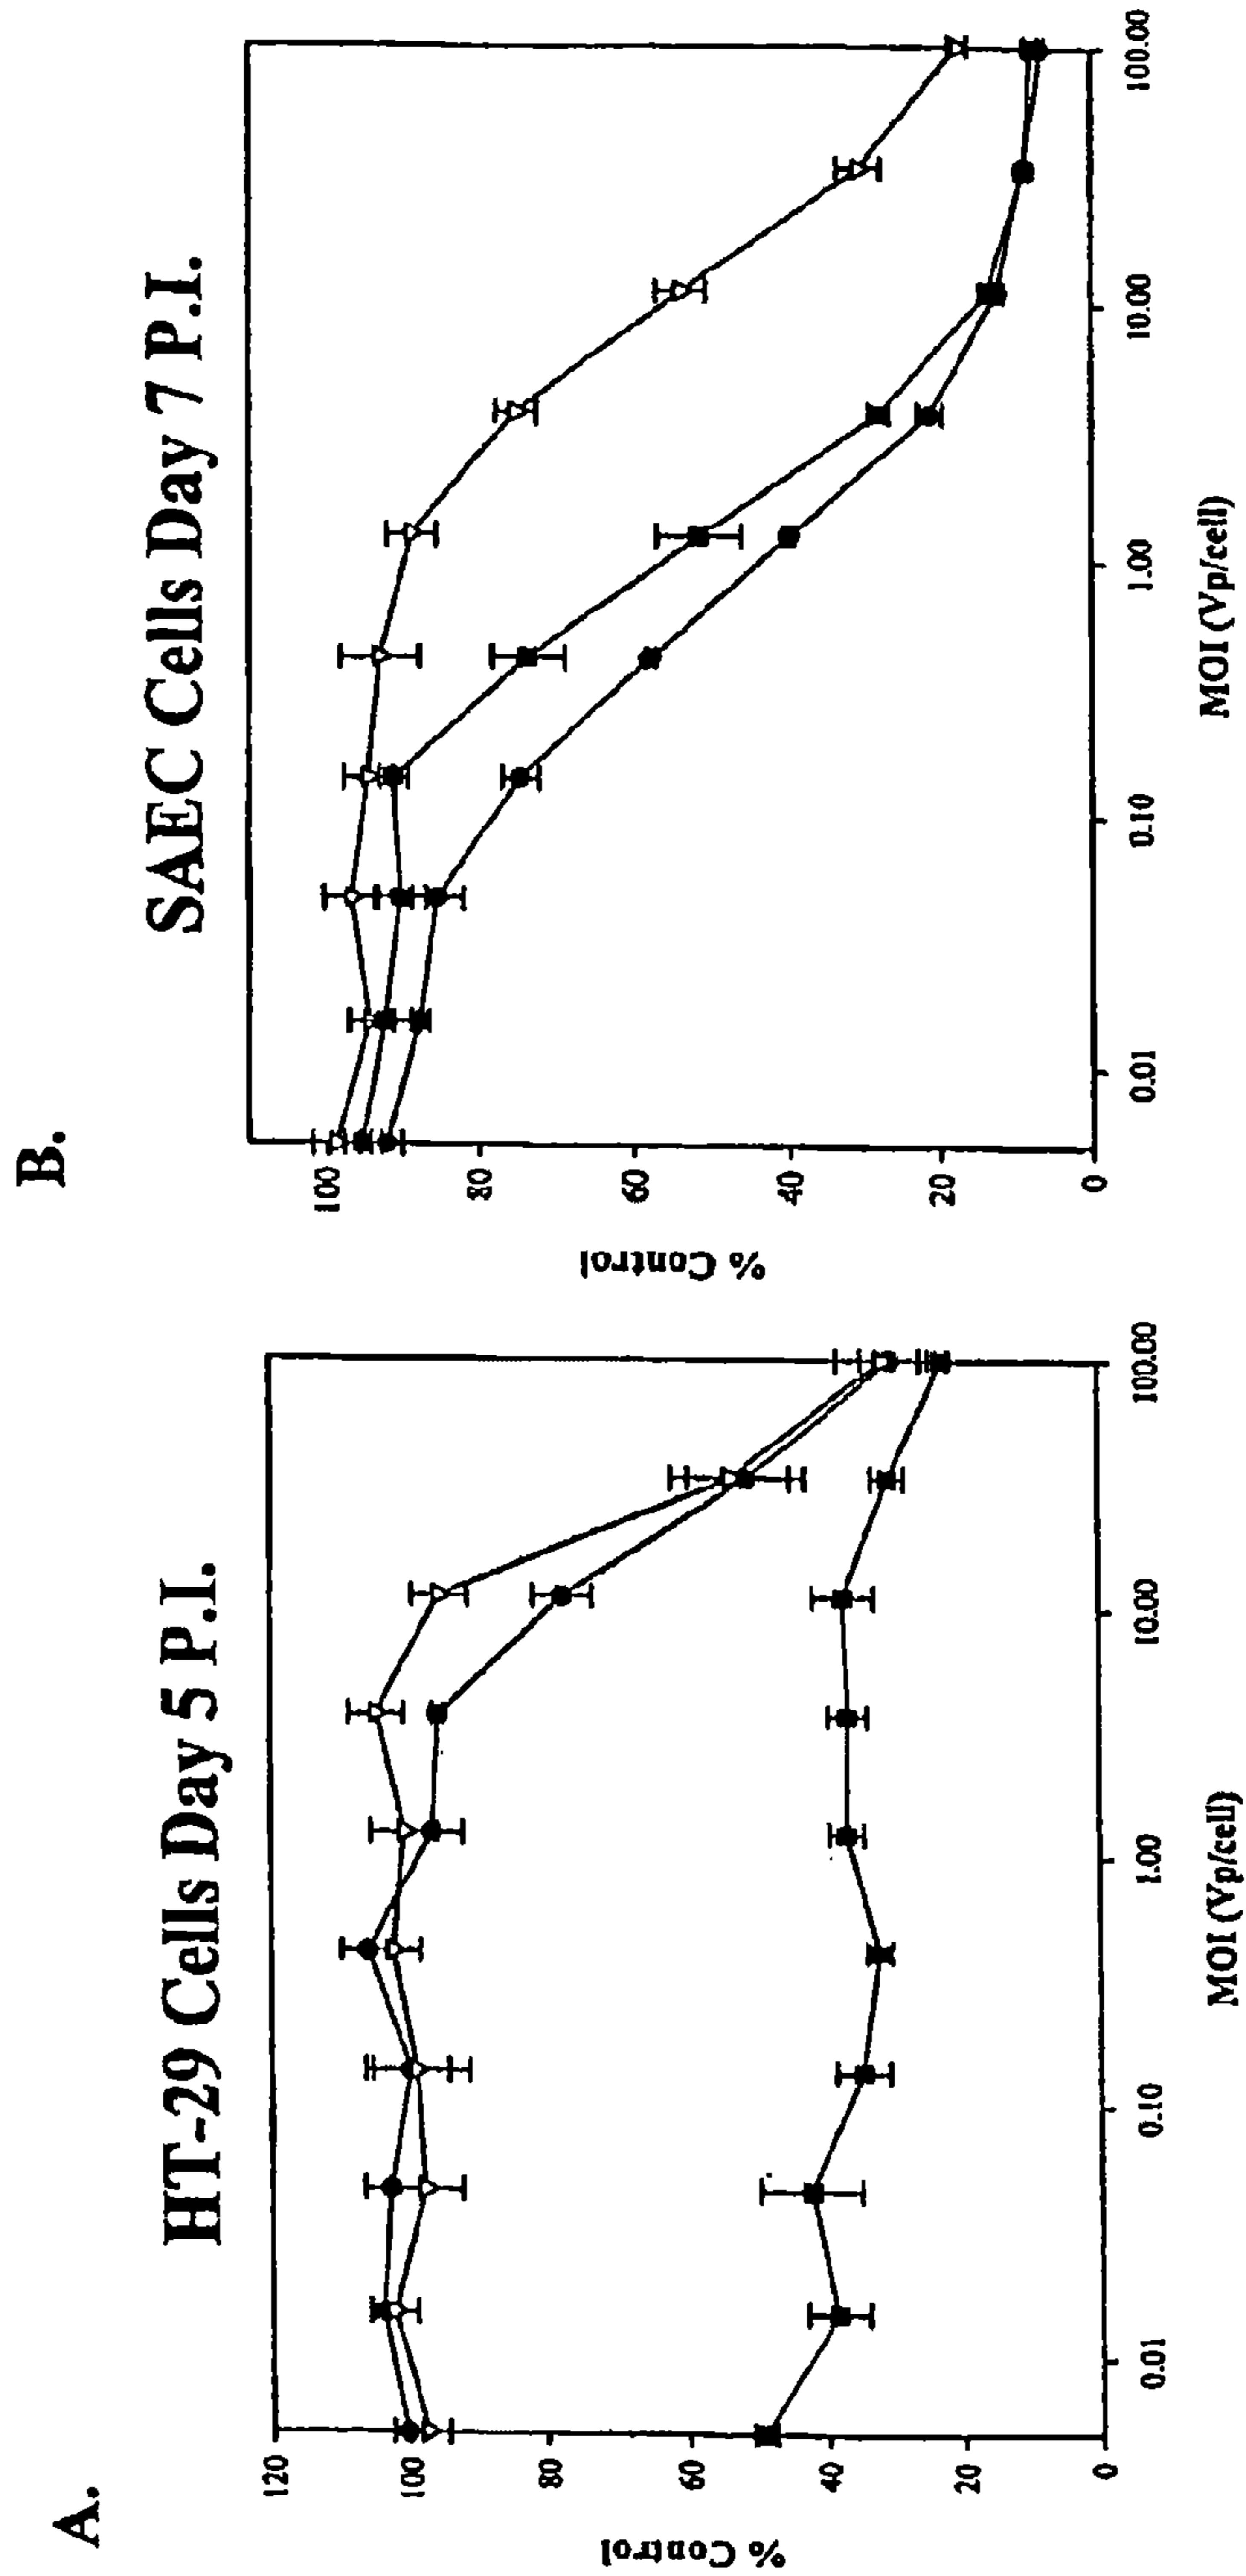 A.
HT-29 Cells Day 5 P.I.
% Control
120
100
80
60
40
20
0
0.01
0.10
1.00
10.00
100.00
MOI (Vp/cell)
B.
SAEC Cells Day 7 P.I.
% Control
100
80
60
40
20
0
0.01
0.10
1.00
10.00
100.00
MOI (Vp/cell)